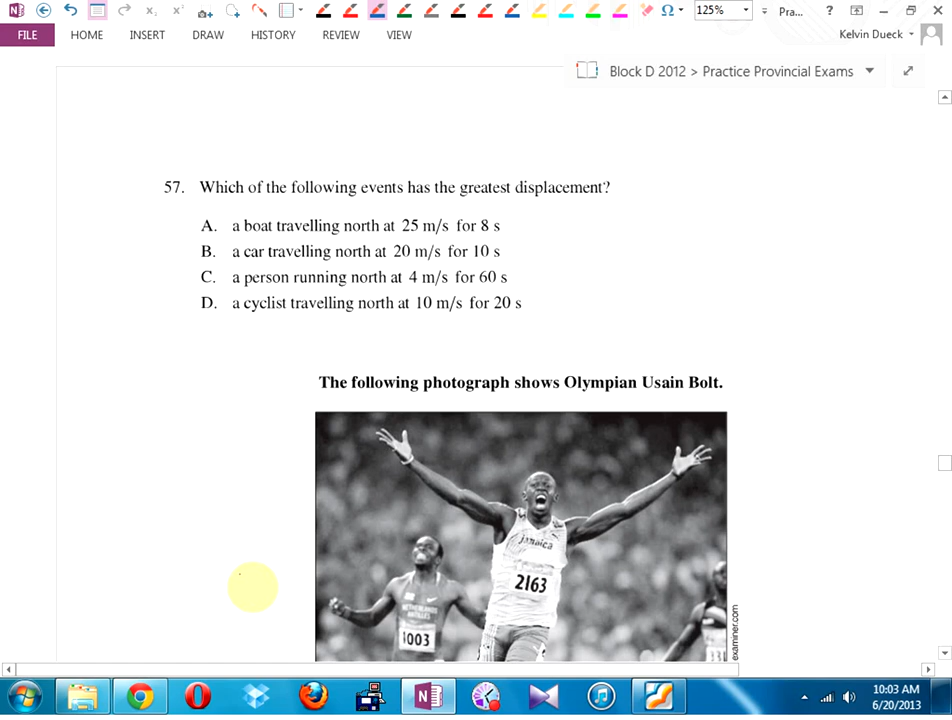 125%
Pra...
?
FILE HOME INSERT DRAW HISTORY REVIEW VIEW
Kelvin Dueck
Block D 2012 > Practice Provincial Exams
57. Which of the following events has the greatest displacement?
A. a boat travelling north at 25 m/s for 8 s
B. a car travelling north at 20 m/s for 10 s
C. a person running north at 4 m/s for 60 s
D. a cyclist travelling north at 10 m/s for 20 s
The following photograph shows Olympian Usain Bolt.
Jamaica
2163
NETHERLANDS
ANTILLES
1003
examiner.com
10:03 AM
6/20/2013